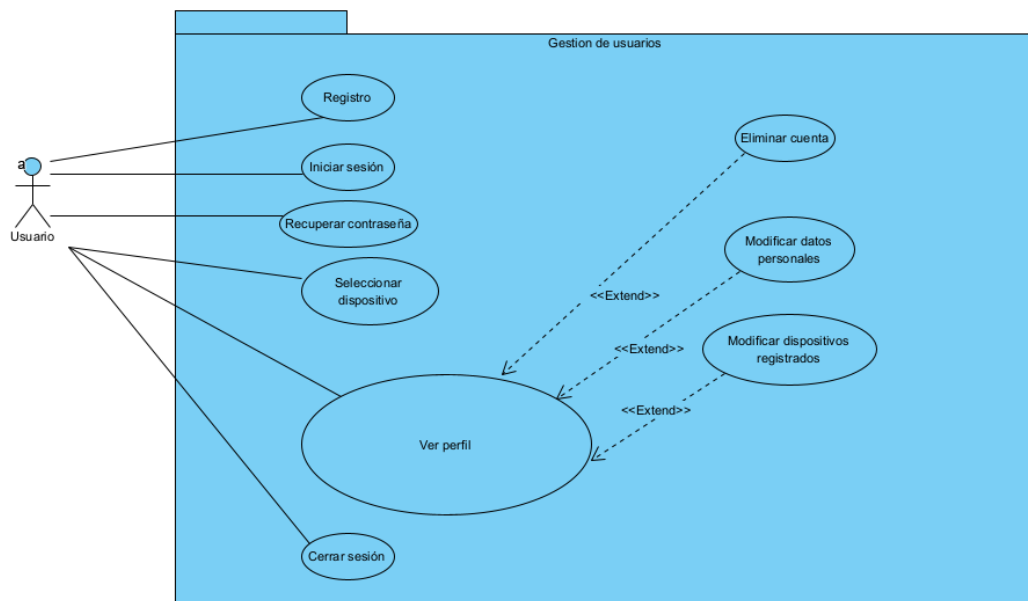 Gestion de usuarios
Registro
Eliminar cuenta
a
Iniciar sesión
Recuperar contraseña
Usuario
Modificar datos
personales
Seleccionar
dispositivo
<<Extend>>
Modificar dispositivos
registrados
<<Extend>>
<<Extend>>
Ver perfil
Cerrar sesión